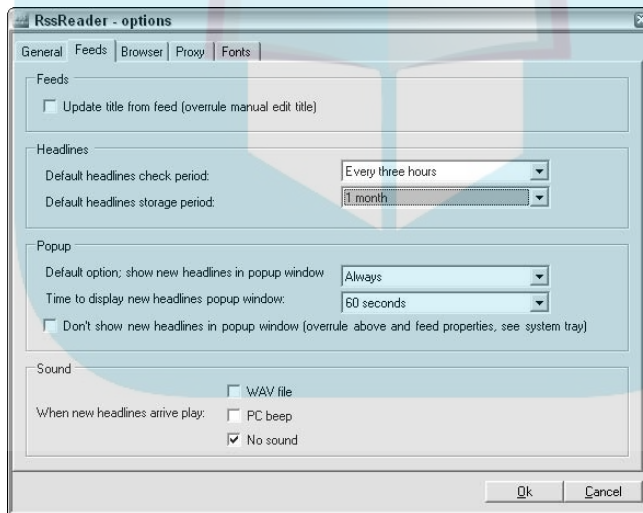 RssReader - options
General Feeds Browser Proxy Fonts
Feeds
Update title from feed (overrule manual edit title)
Headlines
Default headlines check period: Every three hours
Default headlines storage period: 1 month
Popup
Default option; show new headlines in popup window Always
Time to display new headlines popup window: 60 seconds
Don't show new headlines in popup window (overrule above and feed properties, see system tray)
Sound
WAV file
When new headlines arrive play: PC beep
No sound
Ok Cancel